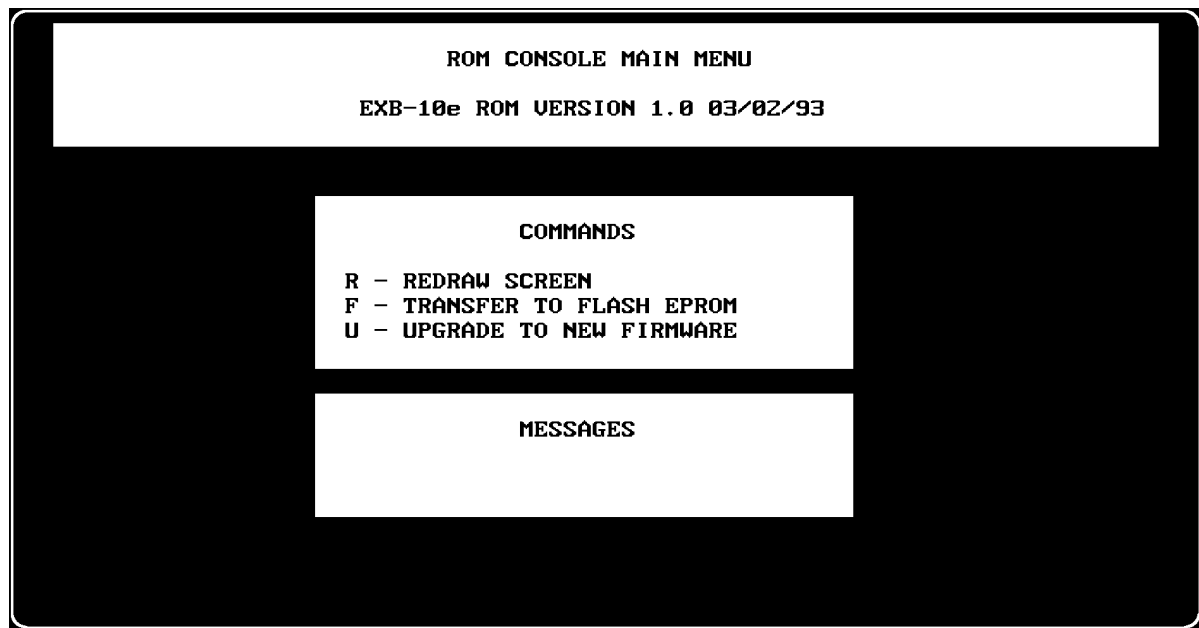 ROM CONSOLE MAIN MENU
EXB-10e ROM VERSION 1.0 03/02/93
COMMANDS
R - REDRAW SCREEN
F - TRANSFER TO FLASH EPROM
U - UPGRADE TO NEW FIRMWARE
MESSAGES